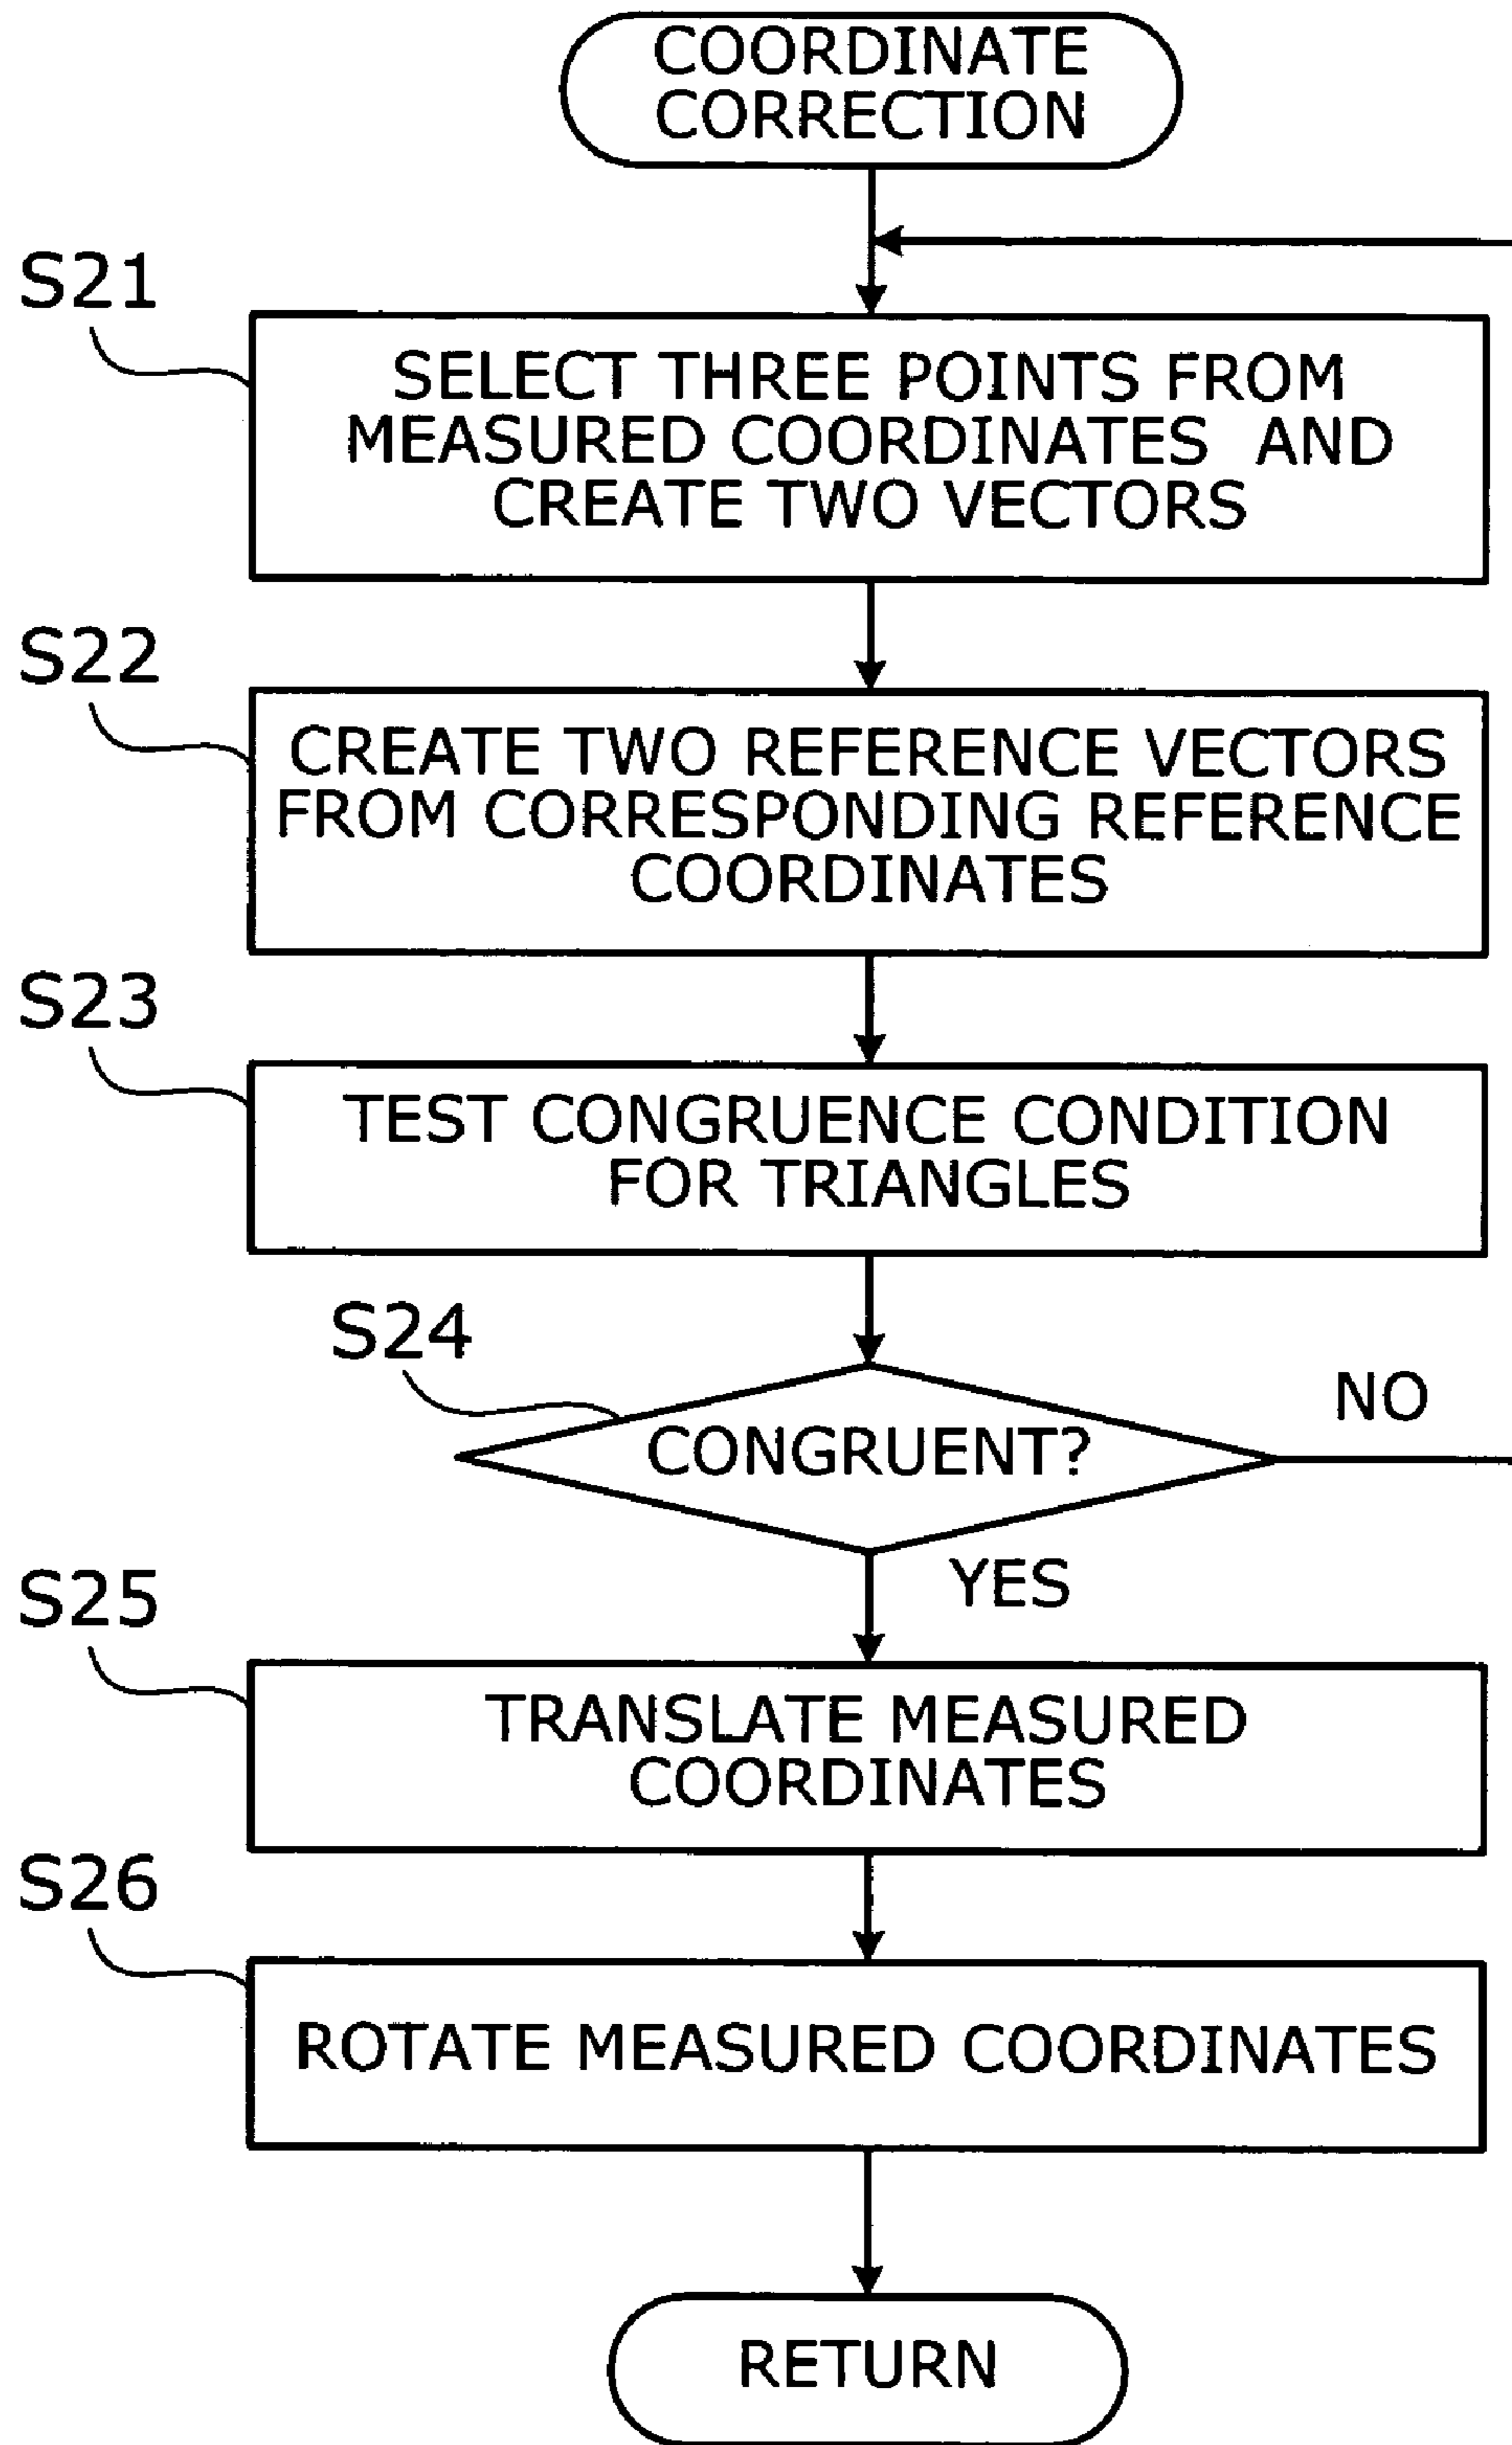 COORDINATE
CORRECTION
S21
SELECT THREE POINTS FROM
MEASURED COORDINATES AND
CREATE TWO VECTORS
S22
CREATE TWO REFERENCE VECTORS
FROM CORRESPONDING REFERENCE
COORDINATES
S23
TEST CONGRUENCE CONDITION
FOR TRIANGLES
S24
CONGRUENT?
NO
YES
S25
TRANSLATE MEASURED
COORDINATES
S26
ROTATE MEASURED COORDINATES
RETURN